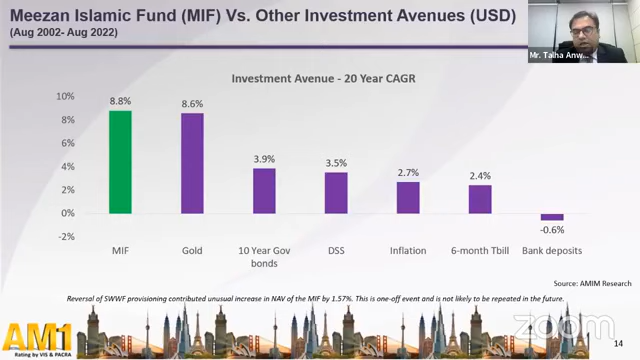 Meezan Islamic Fund (MIF) Vs. Other Investment Avenues (USD)
(Aug 2002- Aug 2022)
Mr. Talha Anw...
Investment Avenue - 20 Year CAGR
10%
8%
6%
4%
2%
0%
-2%
8.8%
8.6%
3.9%
3.5%
2.7%
2.4%
-0.6%
MIF
Gold
10 Year Gov bonds
DSS
Inflation
6-month Tbill
Bank deposits
Source: AMIM Research
Reversal of SWWF provisioning contributed unusual increase in NAV of the MIF by 1.57%. This is one-off event and is not likely to be repeated in the future.
AM1
Rating by VIS & PACRA
zoom
14